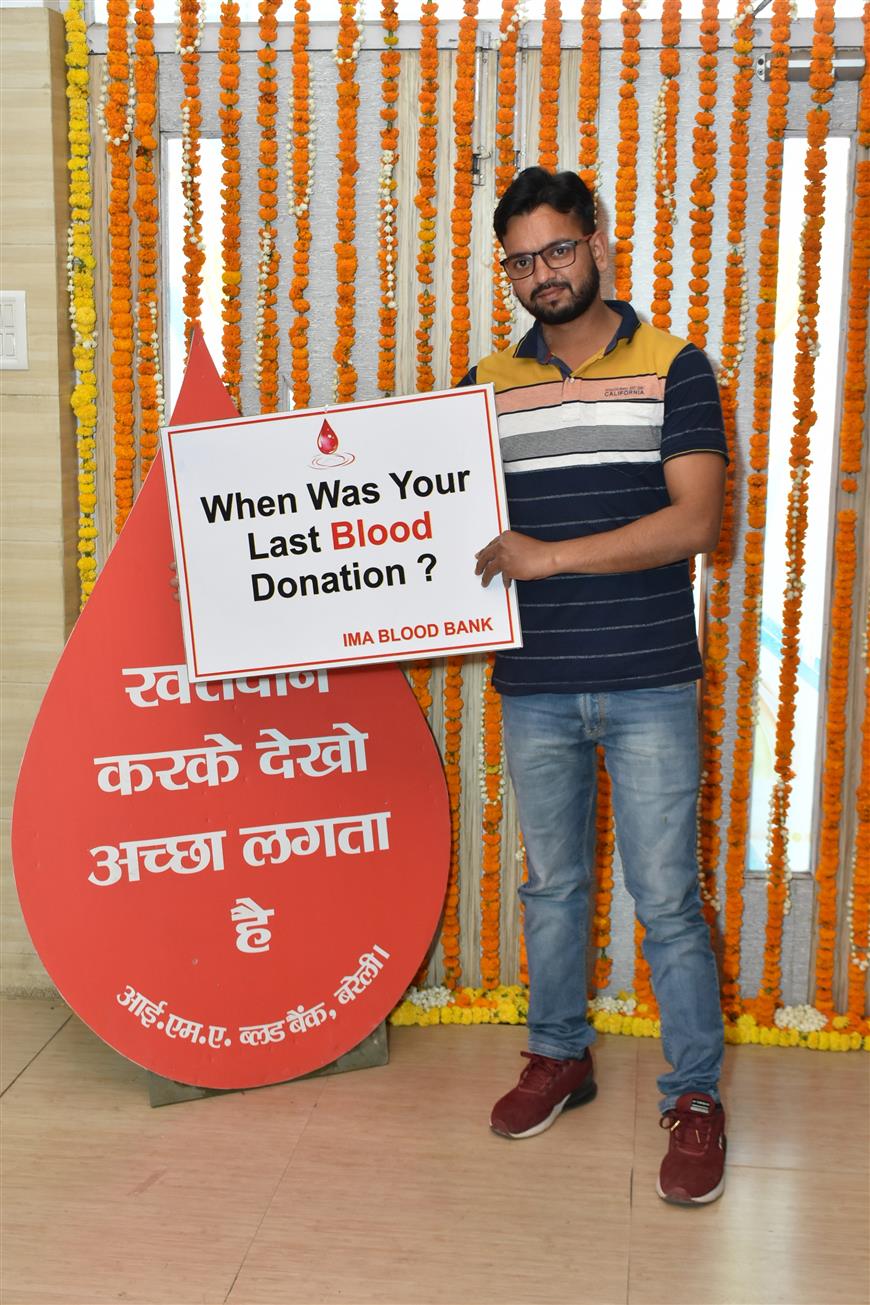 CALIFORNIA
When Was Your
Last Blood
Donation ?
IMA BLOOD BANK
करके देखो
अच्छा लगता
है
आई.एम.ए. ब्लड बैंक, बरेली।